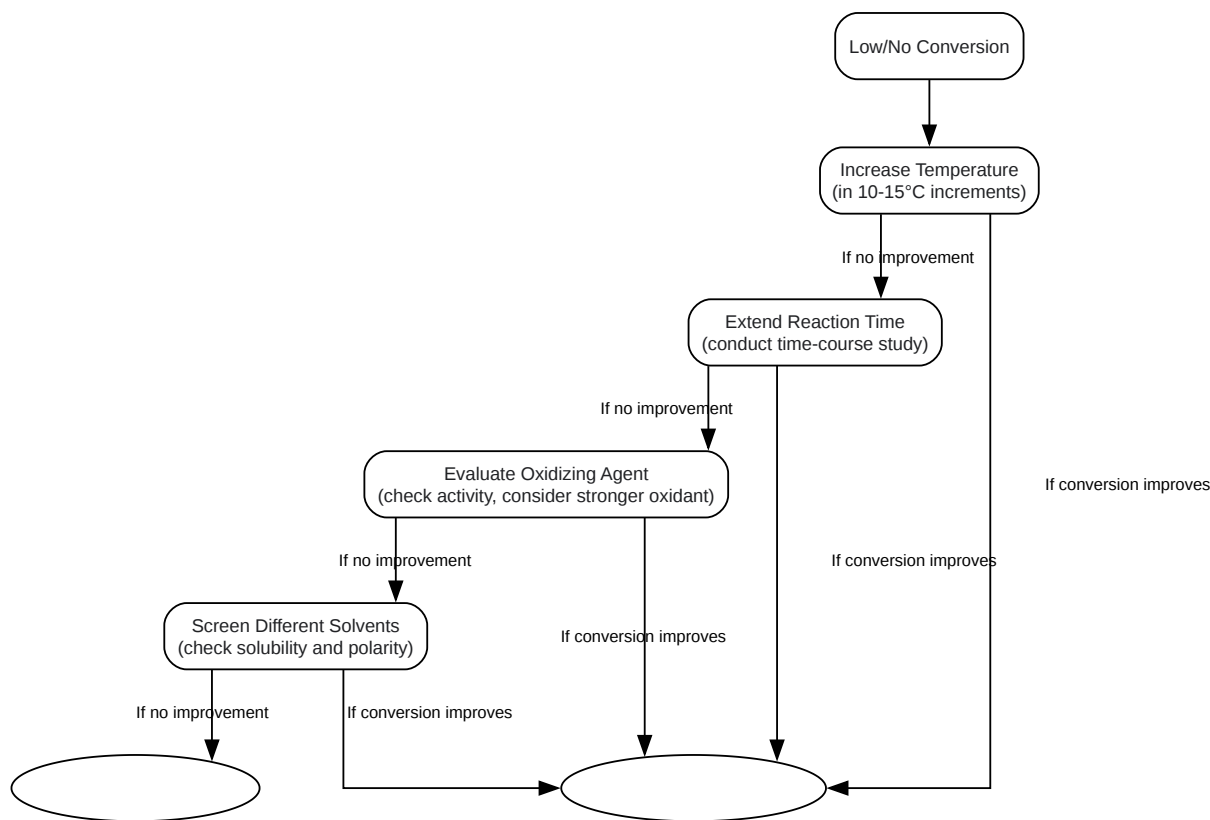 Low/No Conversion
Increase Temperature
(in 10-15°C increments)
If no improvement
Extend Reaction Time
(conduct time-course study)
If no improvement
Evaluate Oxidizing Agent
(check activity, consider stronger oxidant)
If conversion improves
If no improvement
If conversion improves
Screen Different Solvents
(check solubility and polarity)
If conversion improves
If no improvement
If conversion improves